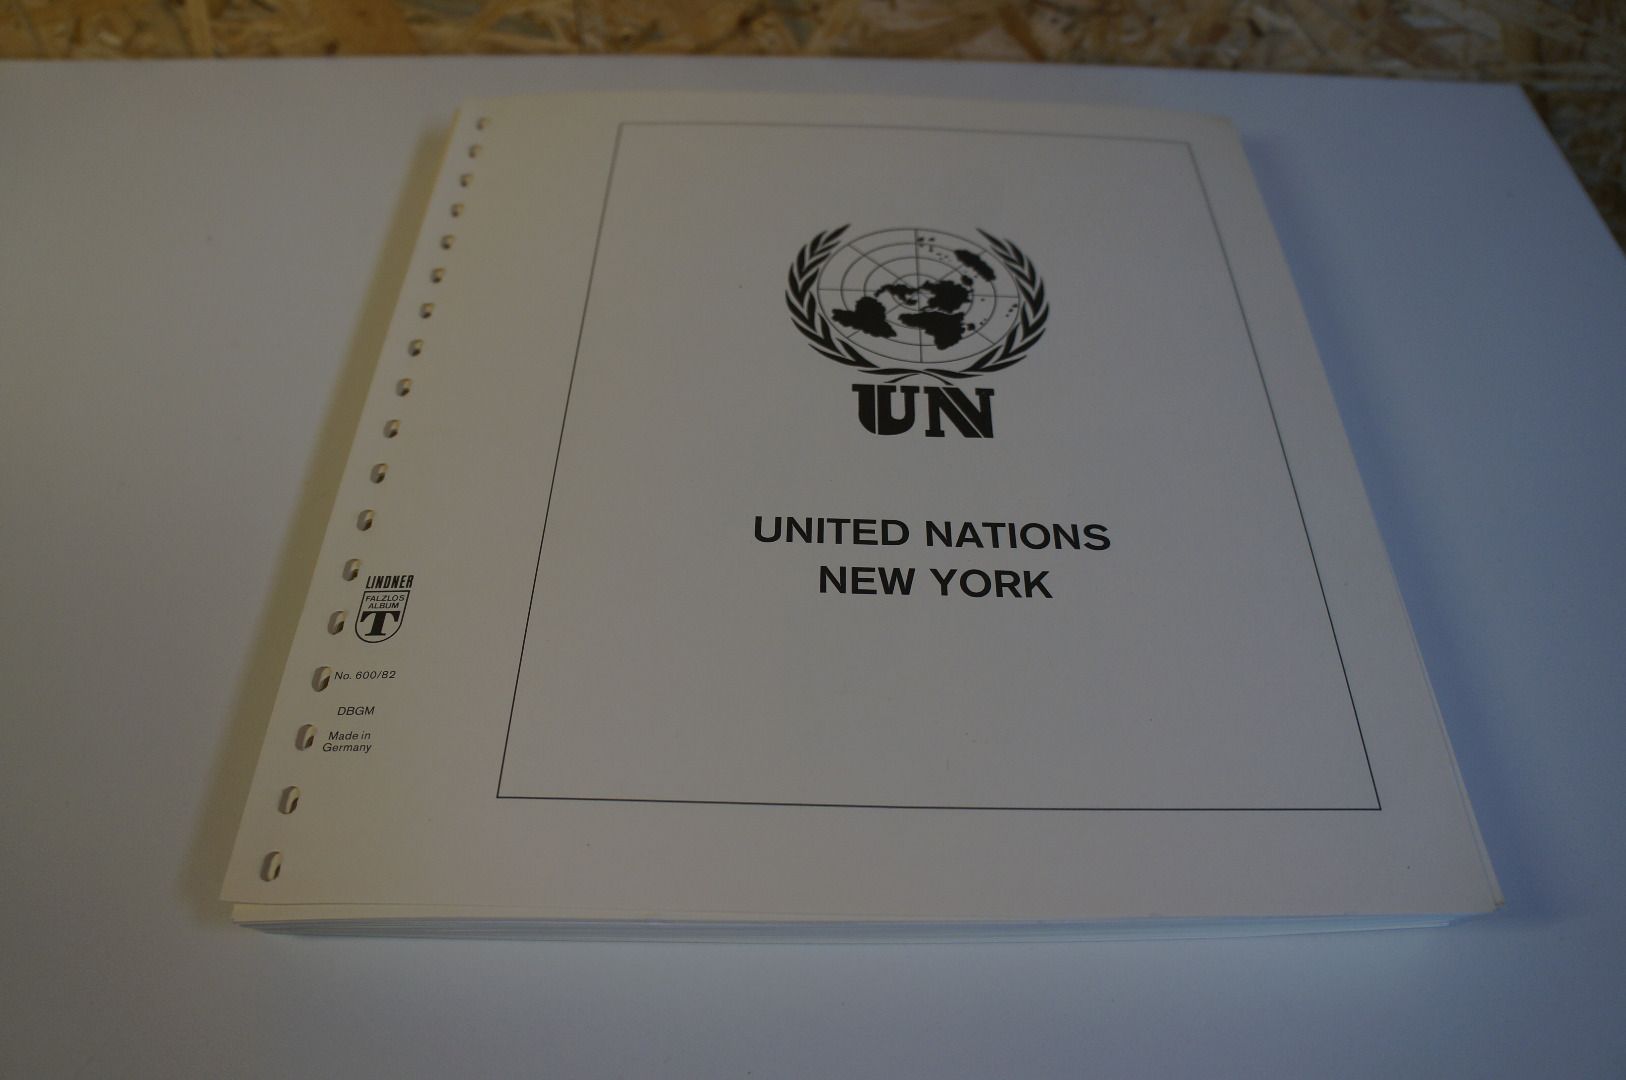 UN
UNITED NATIONS
NEW YORK
LINDNER
FALZLOS
ALBUM
T
No. 600/82
DBGM
Made in
Germany